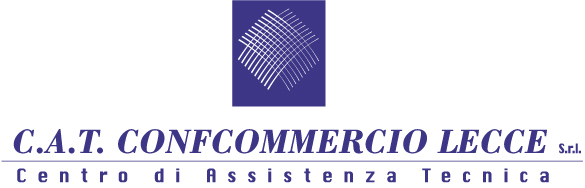 C.A.T. CONFCOMMERCIO LECCE S.r.l.
Centro di Assistenza Tecnica